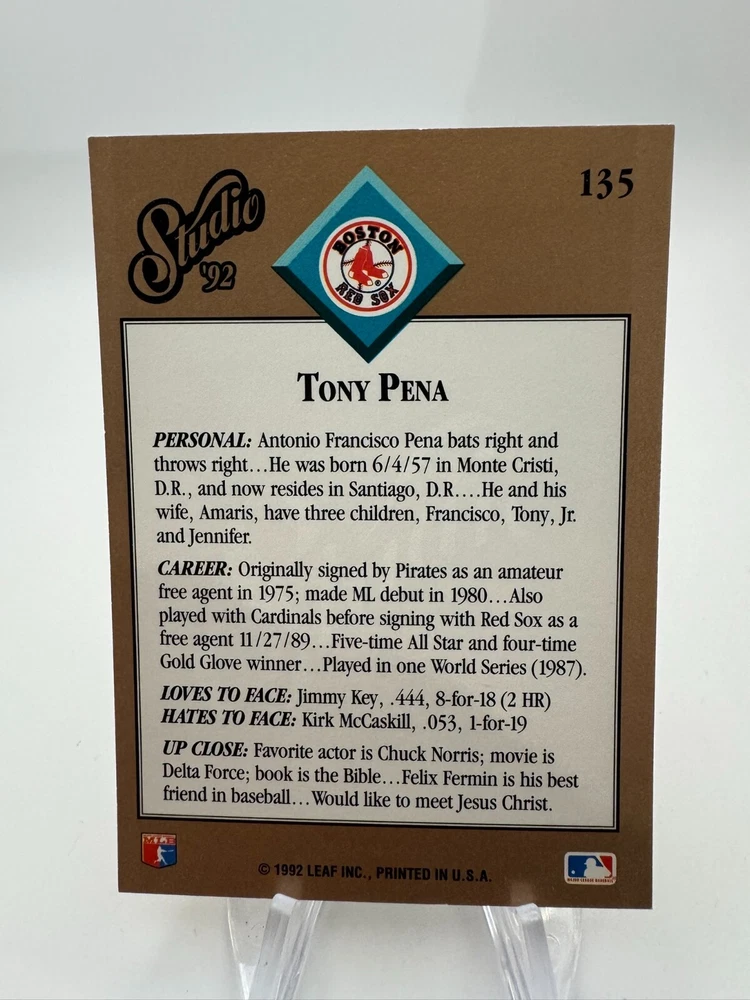 Studio
'92
135
BOSTON
RED SOX
TONY PENA
PERSONAL: Antonio Francisco Pena bats right and
throws right...He was born 6/4/57 in Monte Cristi,
D.R., and now resides in Santiago, D.R....He and his
wife, Amaris, have three children, Francisco, Tony, Jr.
and Jennifer.
CAREER: Originally signed by Pirates as an amateur
free agent in 1975; made ML debut in 1980...Also
played with Cardinals before signing with Red Sox as a
free agent 11/27/89...Five-time All Star and four-time
Gold Glove winner...Played in one World Series (1987).
LOVES TO FACE: Jimmy Key, .444, 8-for-18 (2 HR)
HATES TO FACE: Kirk McCaskill, .053, 1-for-19
UP CLOSE: Favorite actor is Chuck Norris; movie is
Delta Force; book is the Bible...Felix Fermin is his best
friend in baseball...Would like to meet Jesus Christ.
© 1992 LEAF INC., PRINTED IN U.S.A.
MAJOR LEAGUE BASEBALL